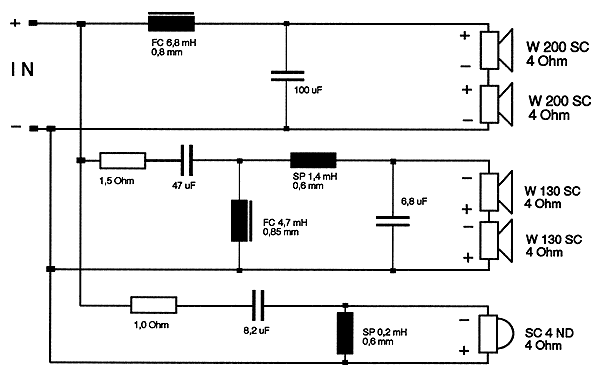 +
FC 6,8 mH
0,8 mm
IN
100 uF
+
−
W 200 SC
4 Ohm
+
−
W 200 SC
4 Ohm
−
1,5 Ohm
47 uF
SP 1,4 mH
0,6 mm
FC 4,7 mH
0,85 mm
6,8 uF
−
+
W 130 SC
4 Ohm
−
+
W 130 SC
4 Ohm
1,0 Ohm
8,2 uF
SP 0,2 mH
0,6 mm
−
+
SC 4 ND
4 Ohm